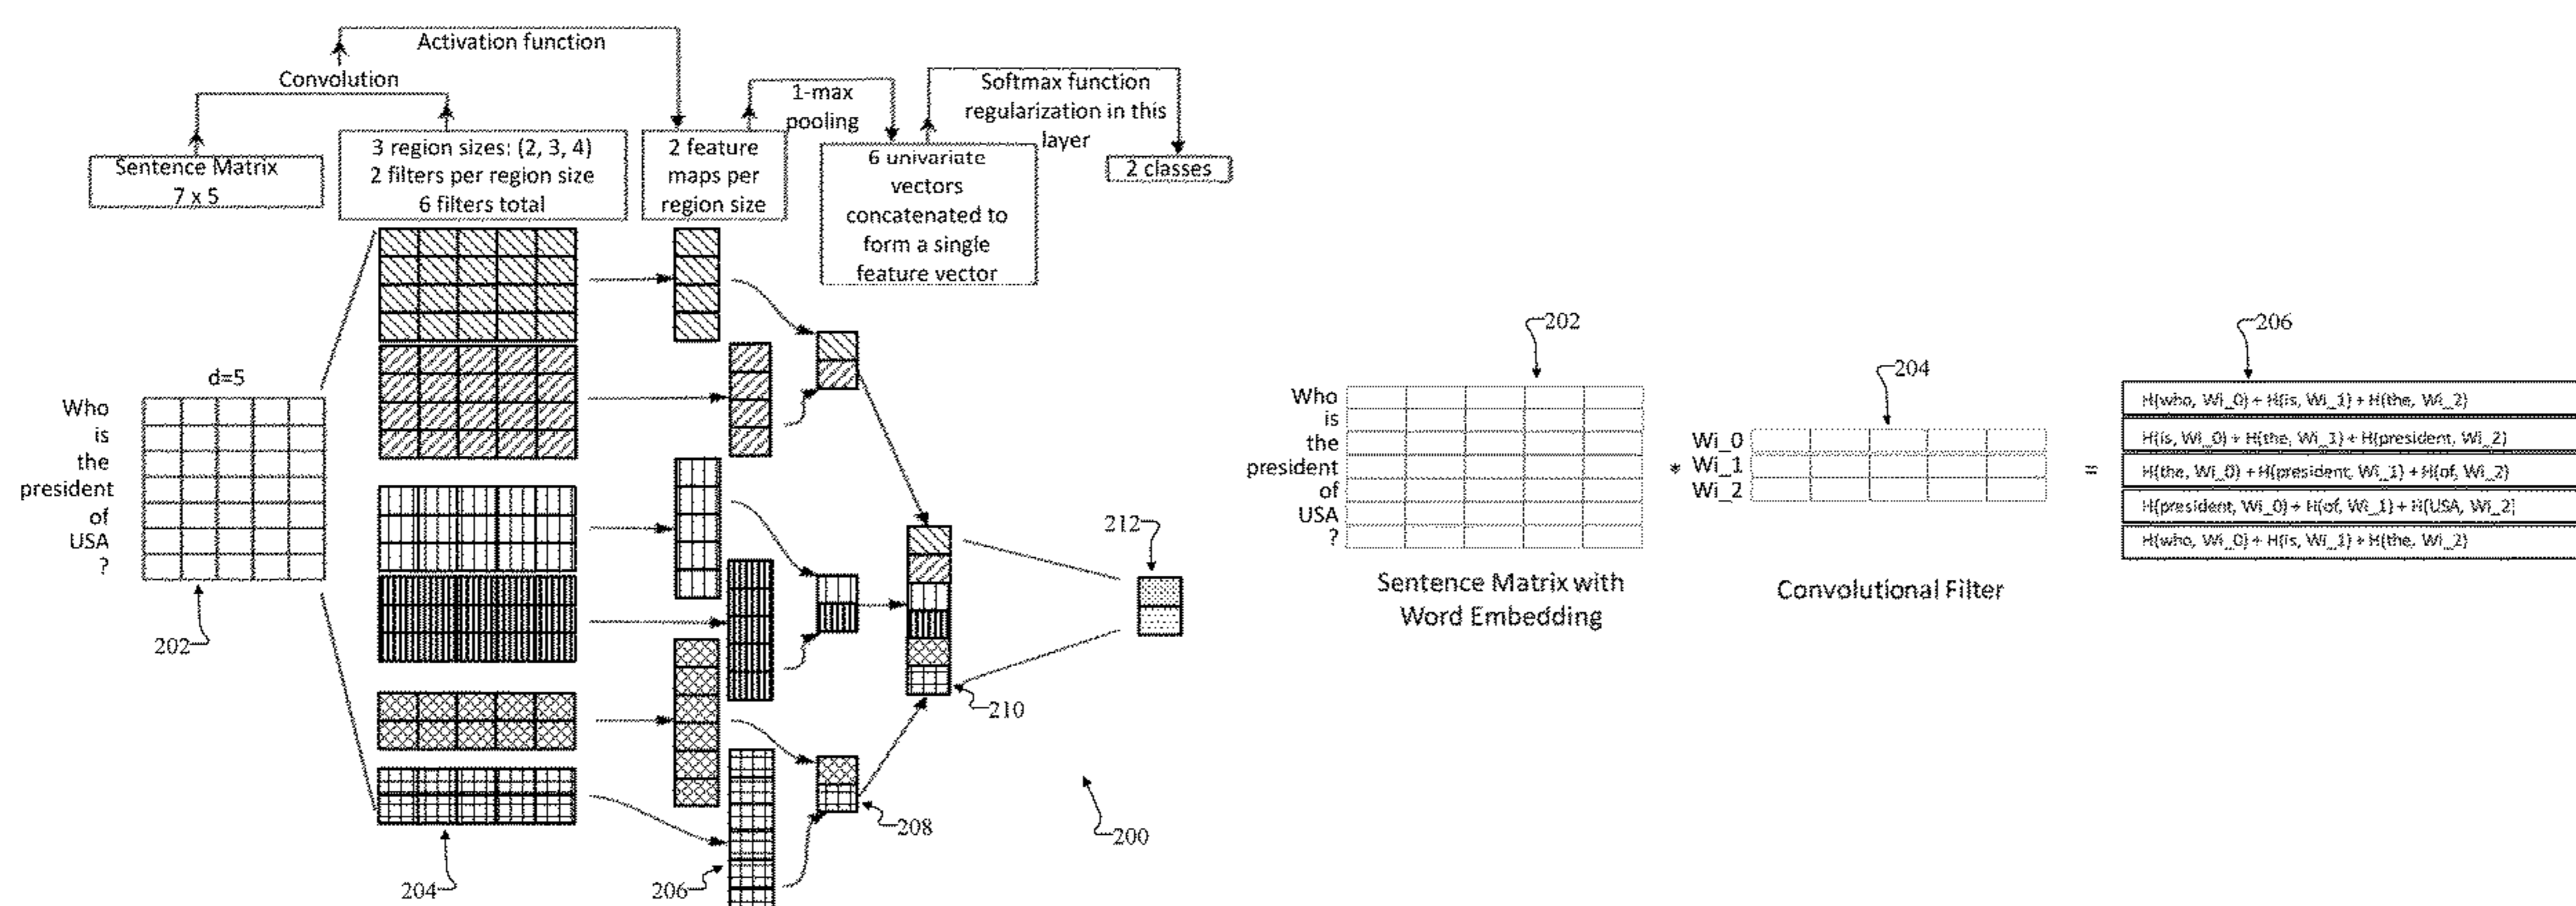 Activation function
Convolution
1-max
pooling
Softmax function
regularization in this
layer
Sentence Matrix
7 x 5
3 region sizes: (2, 3, 4)
2 filters per region size
6 filters total
2 feature
maps per
region size
6 univariate
vectors
concatenated to
form a single
feature vector
2 classes
d=5
Who
is
the
president
of
USA
?
202
204
206
208
210
212
200
202
Who
is
the
president
of
USA
?
Sentence Matrix with
Word Embedding
204
* Wi_0
Wi_1
Wi_2
Convolutional Filter
=
206
H(who, Wi_0) + H(is, Wi_1) + H(the, Wi_2)
H(is, Wi_0) + H(the, Wi_1) + H(president, Wi_2)
H(the, Wi_0) + H(president, Wi_1) + H(of, Wi_2)
H(president, Wi_0) + H(of, Wi_1) + H(USA, Wi_2)
H(who, Wi_0) + H(is, Wi_1) + H(the, Wi_2)